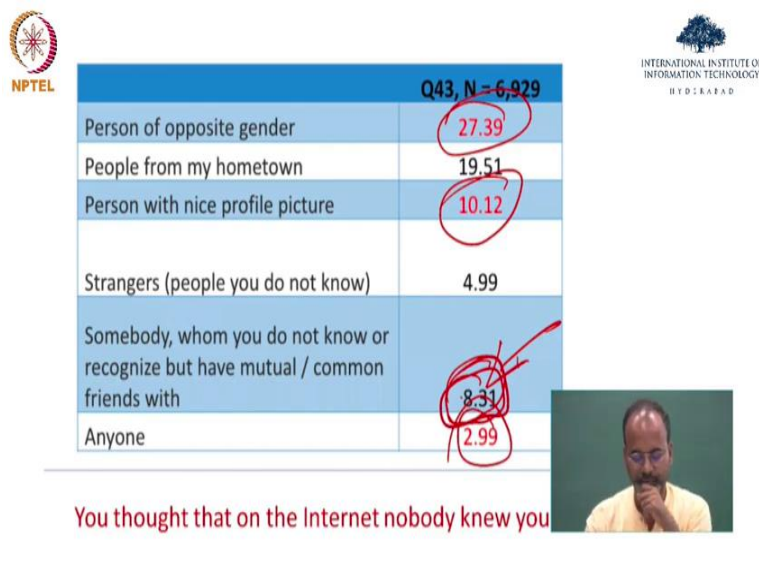 NPTEL
INTERNATIONAL INSTITUTE O
INFORMATION TECHNOLOGY
HYDERABAD
Q43, N = 6,929
Person of opposite gender 27.39
People from my hometown 19.51
Person with nice profile picture 10.12
Strangers (people you do not know) 4.99
Somebody, whom you do not know or
recognize but have mutual / common
friends with 8.31
Anyone 2.99
You thought that on the Internet nobody knew you